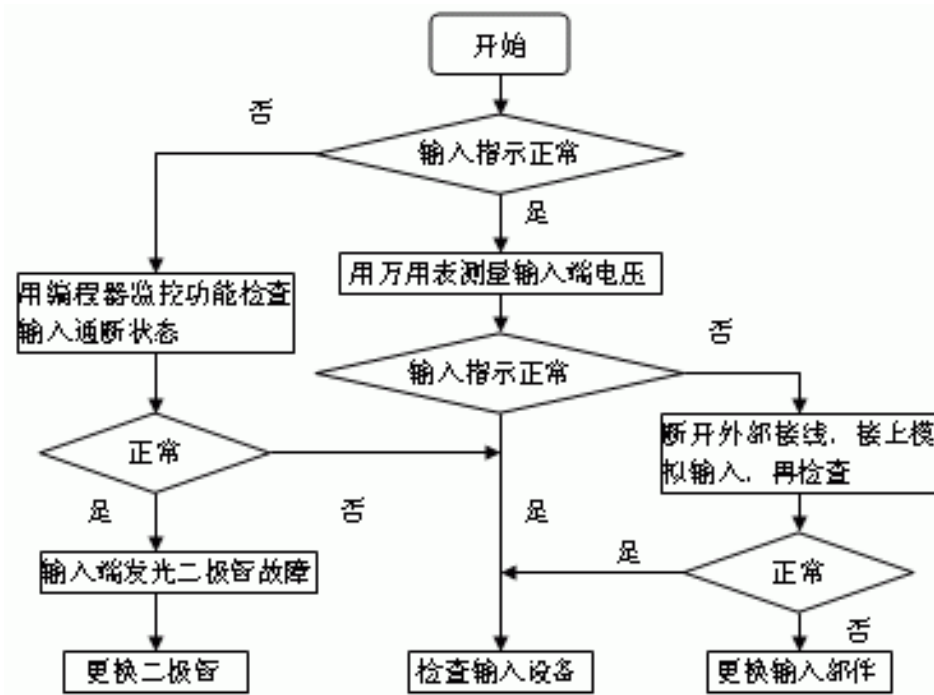 开始
否
输入指示正常
是
用万用表测量输入端电压
用编程器监控功能检查
输入通断状态
否
输入指示正常
断开外部接线，接上模
拟输入，再检查
正常
是
否
是
是
正常
输入端发光二极管故障
否
更换二极管
检查输入设备
更换输入部件